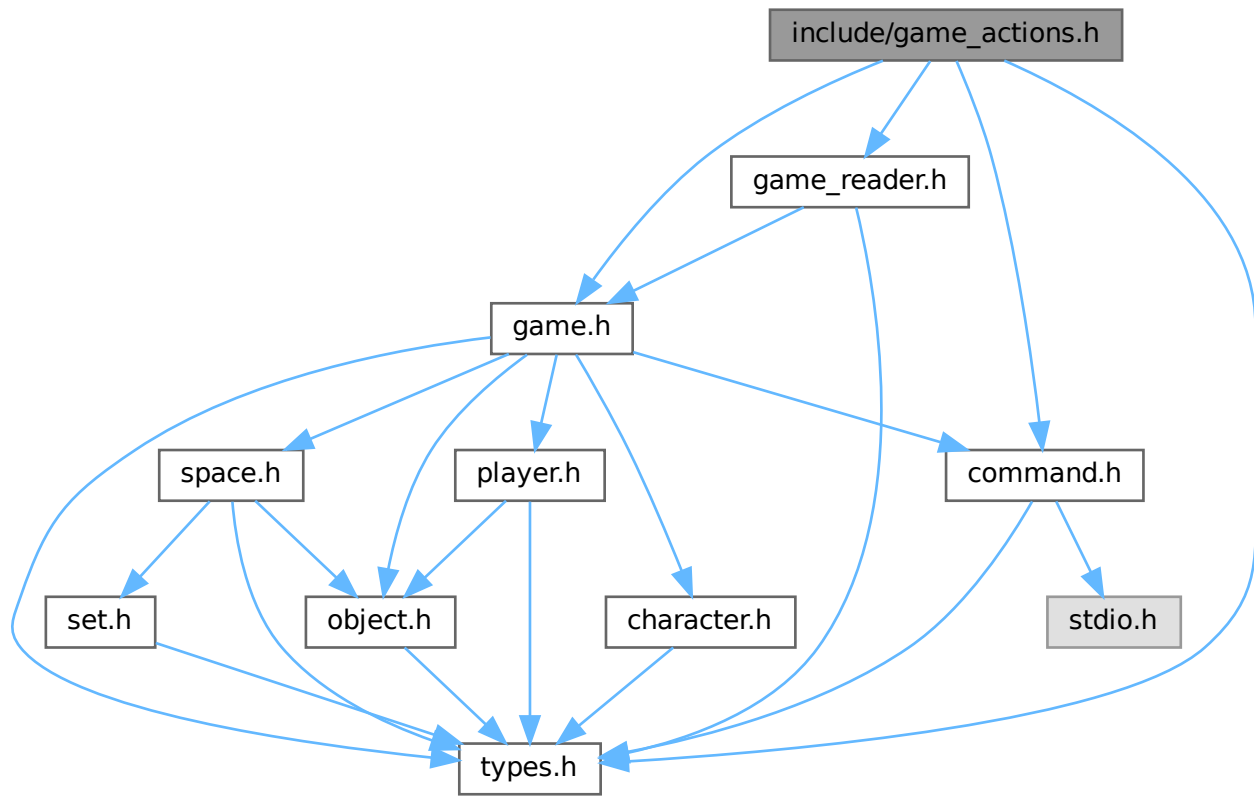 include/game_actions.h
game_reader.h
game.h
space.h
player.h
command.h
set.h
object.h
character.h
stdio.h
types.h